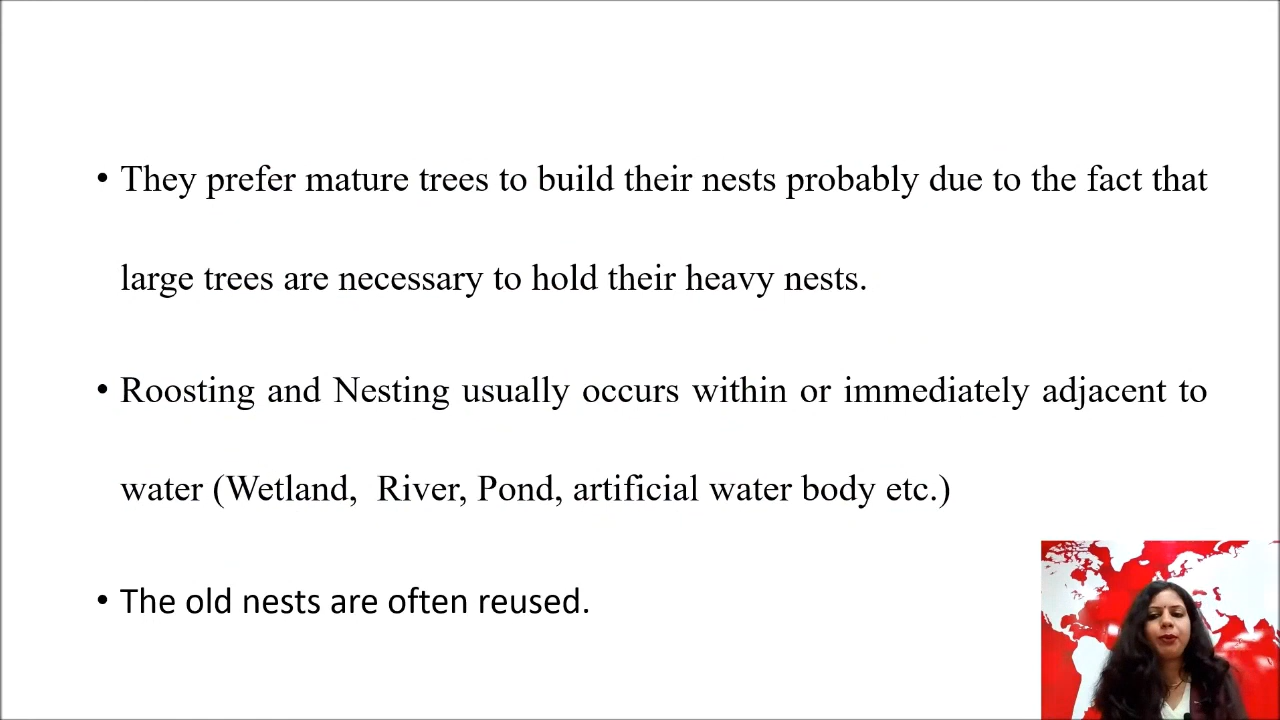 • They prefer mature trees to build their nests probably due to the fact that
large trees are necessary to hold their heavy nests.
• Roosting and Nesting usually occurs within or immediately adjacent to
water (Wetland,  River, Pond, artificial water body etc.)
• The old nests are often reused.